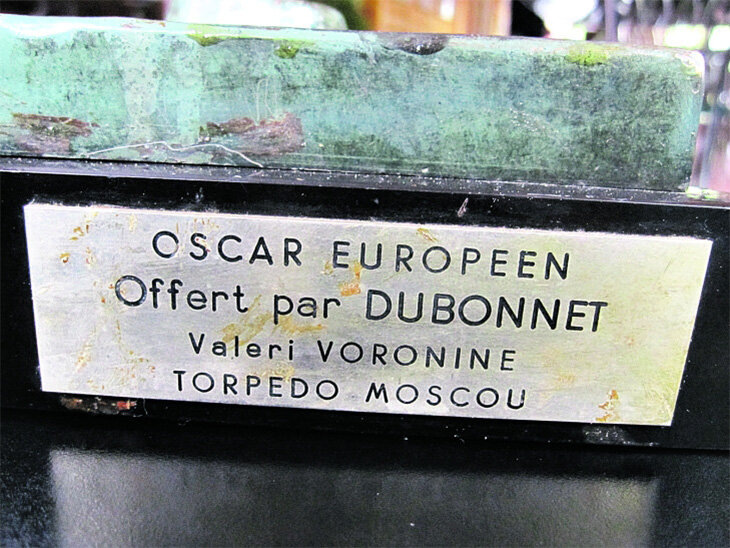 OSCAR EUROPEEN
Offert par DUBONNET
Valeri VORONINE
TORPEDO MOSCOU